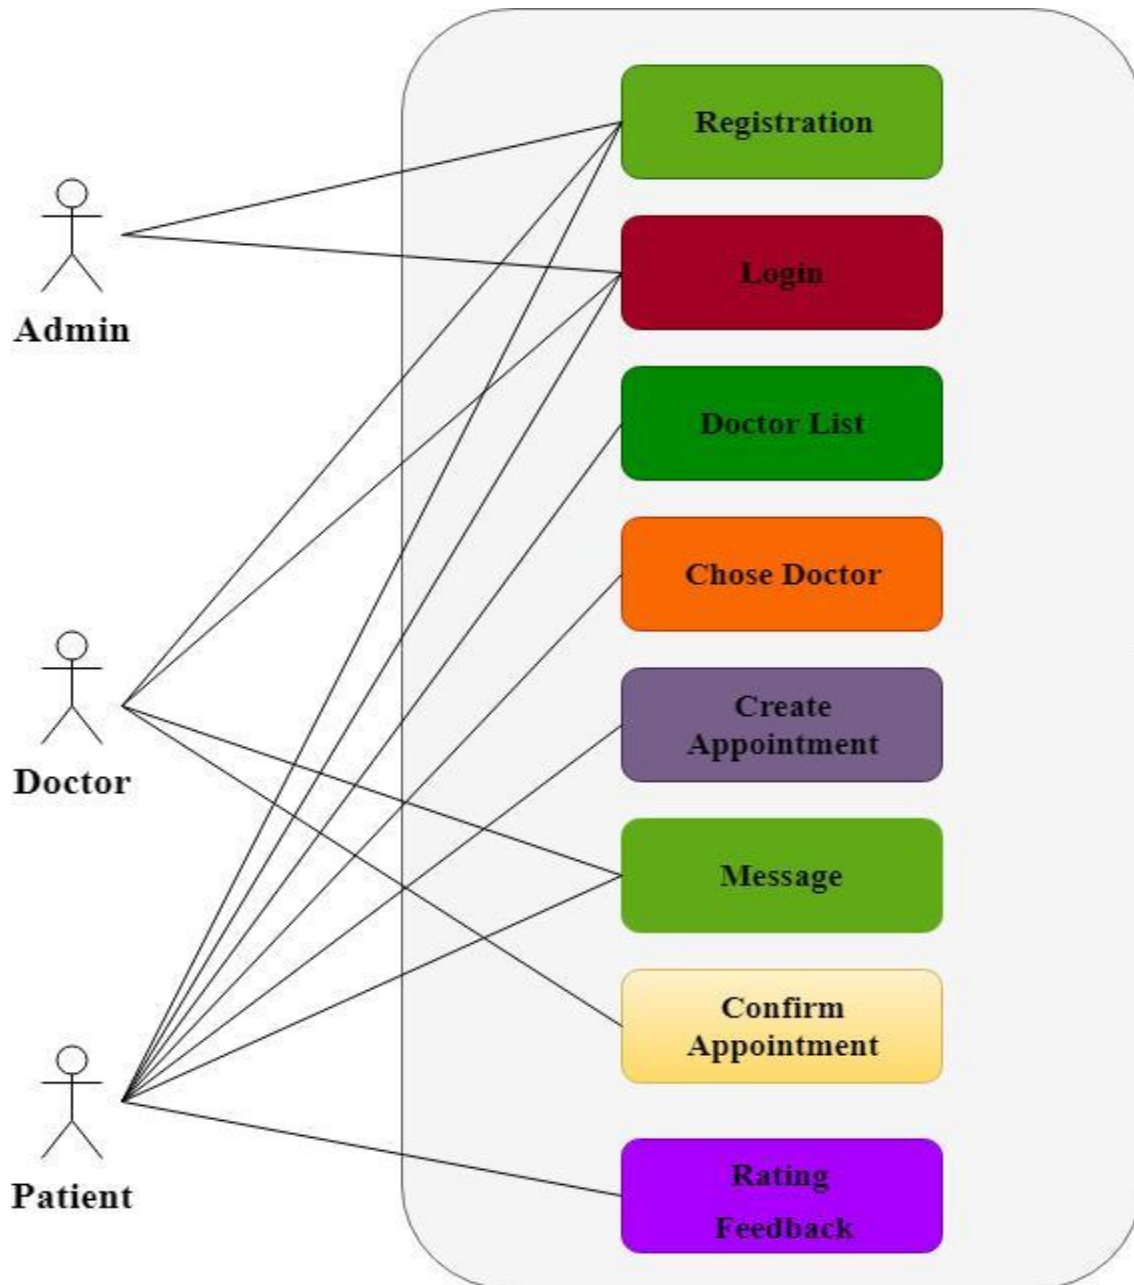 Registration
Login
Admin
Doctor List
Chose Doctor
Create
Appointment
Doctor
Message
Confirm
Appointment
Patient
Rating
Feedback